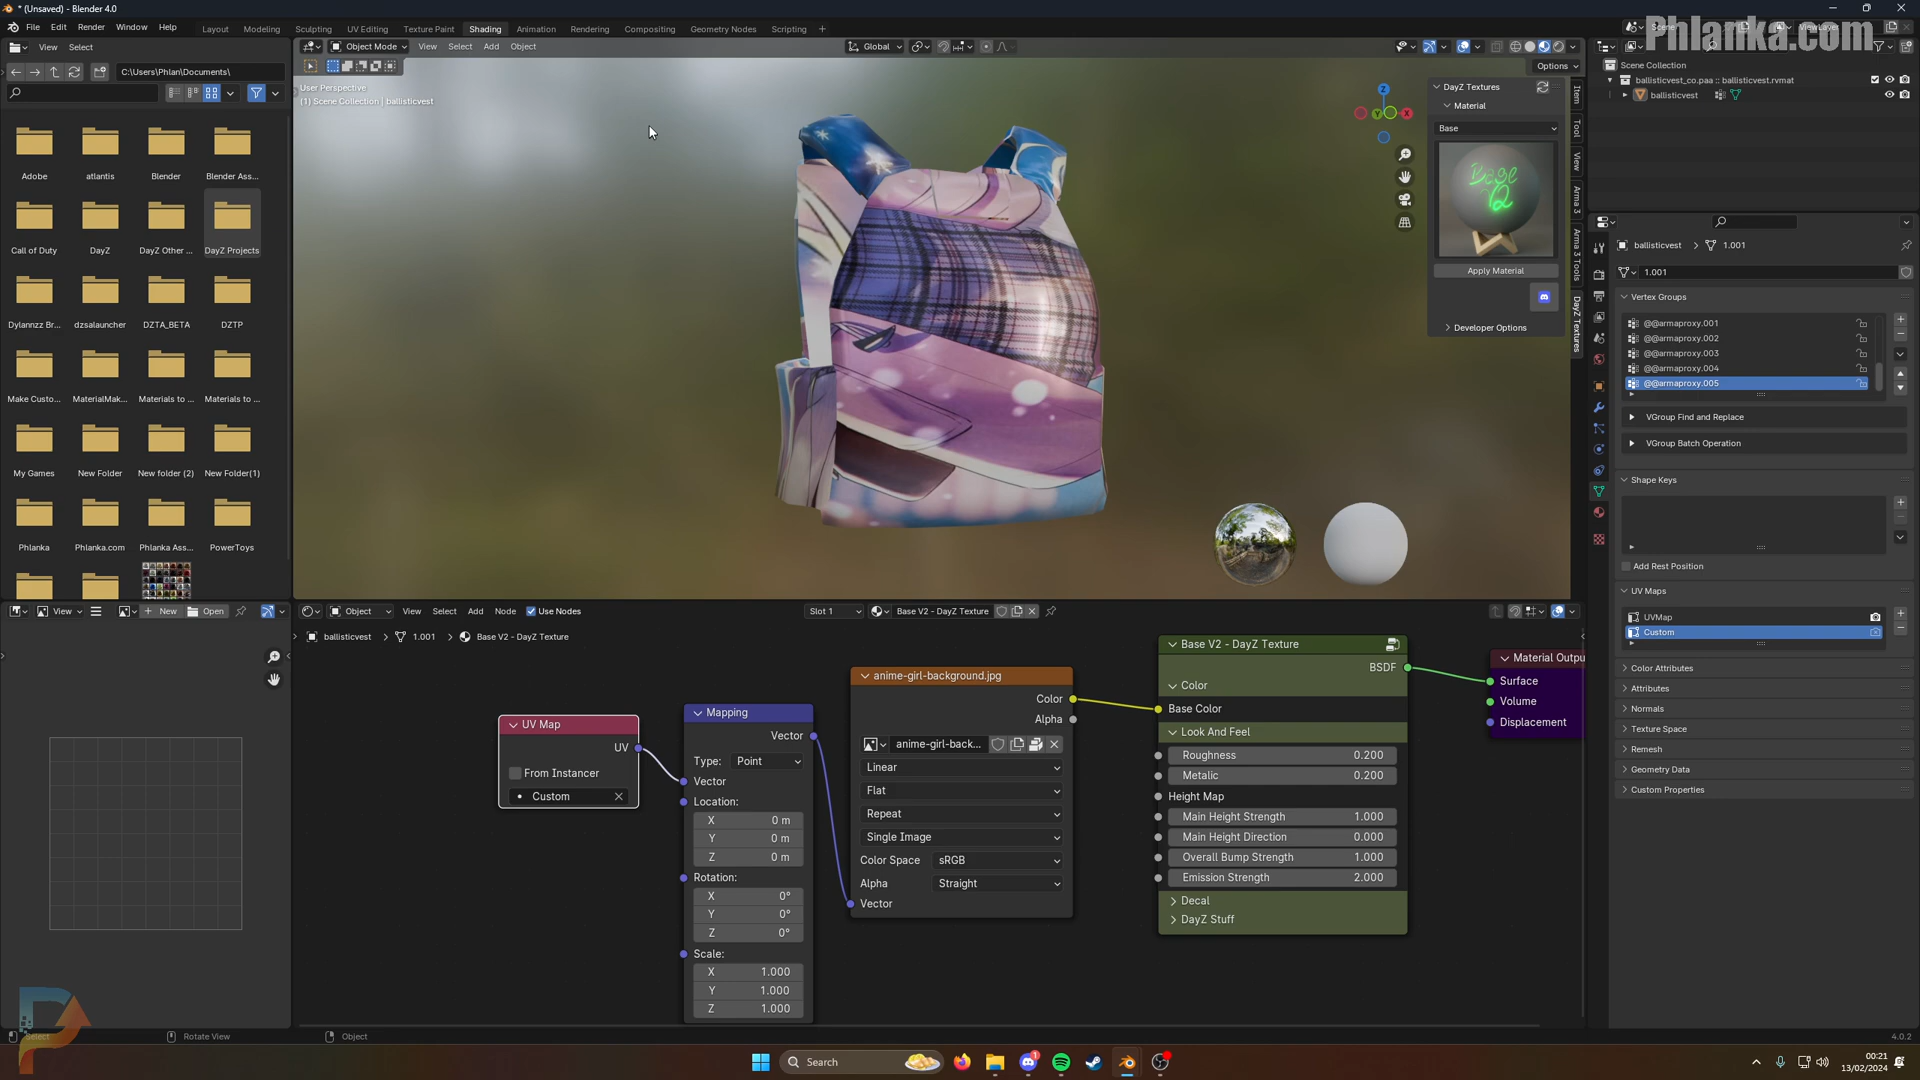 * (Unsaved) - Blender 4.0
File Edit Render Window Help
Layout Modeling Sculpting UV Editing Texture Paint Shading Animation Rendering Compositing Geometry Nodes Scripting +
Phlanka.com
View Select
Object Mode View Select Add Object
Global
C:\Users\Phlan\Documents\
Options
User Perspective
(1) Scene Collection | ballisticvest
Adobe atlantis Blender Blender Ass...
Call of Duty DayZ DayZ Other ... DayZ Projects
Dylannzz Br... dzsalauncher DZTA_BETA DZTP
Make Custo... MaterialMak... Materials to ... Materials to ...
My Games New Folder New folder (2) New Folder(1)
Phlanka Phlanka.com Phlanka Ass... PowerToys
Z
Y
X
DayZ Textures
Material
Base
Base
Apply Material
Developer Options
Item
Tool
View
Arma 3
Arma 3 Tools
DayZ Textures
Scene Collection
ballisticvest_co.paa :: ballisticvest.rvmat
ballisticvest
ballisticvest > 1.001
1.001
Vertex Groups
@@armaproxy.001
@@armaproxy.002
@@armaproxy.003
@@armaproxy.004
@@armaproxy.005
VGroup Find and Replace
VGroup Batch Operation
Shape Keys
Add Rest Position
UV Maps
UVMap
Custom
Color Attributes
Attributes
Normals
Texture Space
Remesh
Geometry Data
Custom Properties
View
New Open
Object View Select Add Node Use Nodes
Slot 1
Base V2 - DayZ Texture
ballisticvest > 1.001 > Base V2 - DayZ Texture
UV Map
UV
From Instancer
Custom
Mapping
Vector
Type: Point
Vector
Location:
X 0 m
Y 0 m
Z 0 m
Rotation:
X 0°
Y 0°
Z 0°
Scale:
X 1.000
Y 1.000
Z 1.000
anime-girl-background.jpg
Color
Alpha
anime-girl-back...
Linear
Flat
Repeat
Single Image
Color Space sRGB
Alpha Straight
Vector
Base V2 - DayZ Texture
BSDF
Color
Base Color
Look And Feel
Roughness 0.200
Metalic 0.200
Height Map
Main Height Strength 1.000
Main Height Direction 0.000
Overall Bump Strength 1.000
Emission Strength 2.000
Decal
DayZ Stuff
Material Outpu
Surface
Volume
Displacement
Select Rotate View Object
4.0.2
Search
1
00:21
13/02/2024